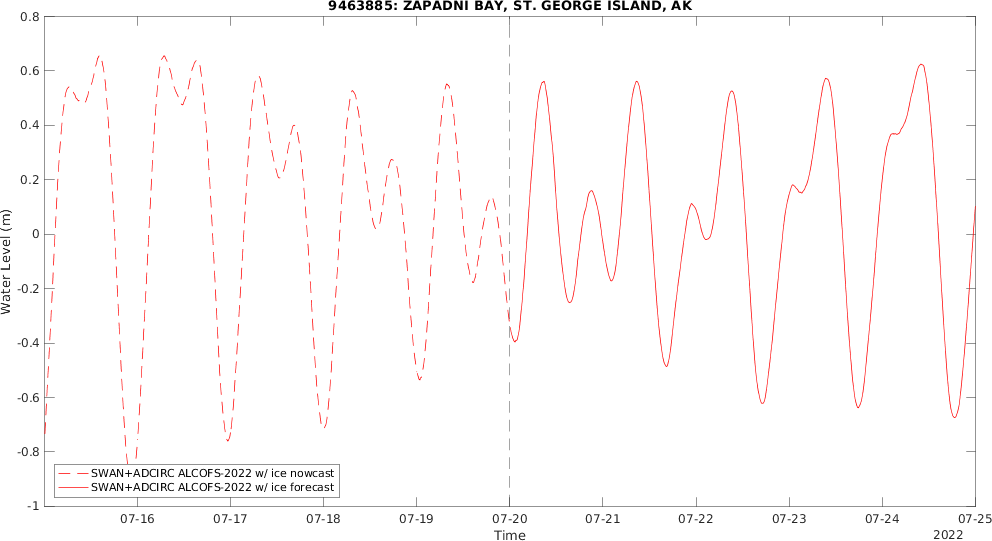 9463885: ZAPADNI BAY, ST. GEORGE ISLAND, AK
0.8
0.6
0.4
0.2
0
-0.2
-0.4
-0.6
-0.8
-1
Water Level (m)
SWAN+ADCIRC ALCOFS-2022 w/ ice nowcast
SWAN+ADCIRC ALCOFS-2022 w/ ice forecast
07-16 07-17 07-18 07-19 07-20 07-21 07-22 07-23 07-24 07-25
Time
2022